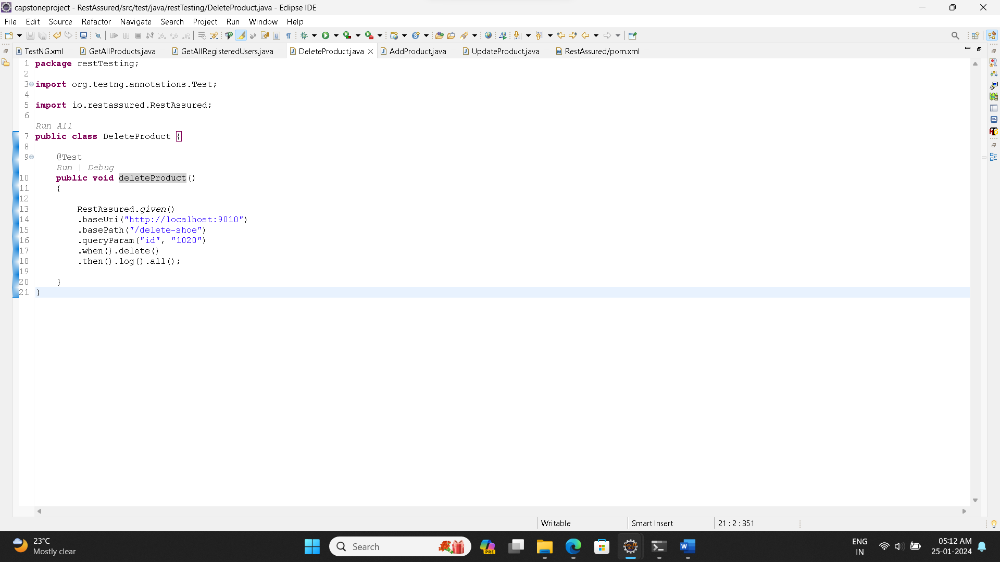 capstoneproject - RestAssured/src/test/java/restTesting/DeleteProduct.java - Eclipse IDE
File Edit Source Refactor Navigate Search Project Run Window Help
TestNG.xml GetAllProducts.java GetAllRegisteredUsers.java DeleteProduct.java AddProduct.java UpdateProduct.java RestAssured/pom.xml
1 package restTesting;
2
3 import org.testng.annotations.Test;
4
5 import io.restassured.RestAssured;
6
Run All
7 public class DeleteProduct {
8
9 @Test
Run | Debug
10 public void deleteProduct()
11 {
12
13 RestAssured.given()
14 .baseUri("http://localhost:9010")
15 .basePath("/delete-shoe")
16 .queryParam("id", "1020")
17 .when().delete()
18 .then().log().all();
19
20 }
21 }
Writable Smart Insert 21 : 2 : 351
23°C
Mostly clear
Search
PRE
ENG
IN
05:12 AM
25-01-2024